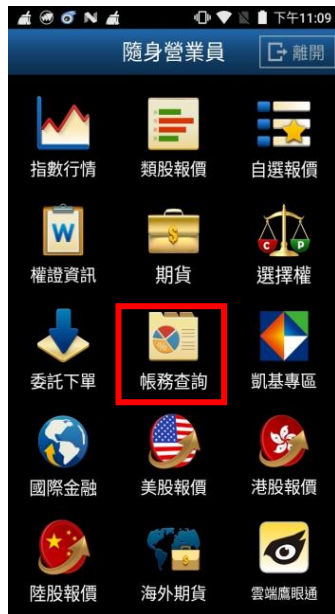 下午11:09
隨身營業員 離開
指數行情 類股報價 自選報價
W $ C P
權證資訊 期貨 選擇權
委託下單 帳務查詢 凱基專區
國際金融 美股報價 港股報價
陸股報價 海外期貨 雲端鷹眼通